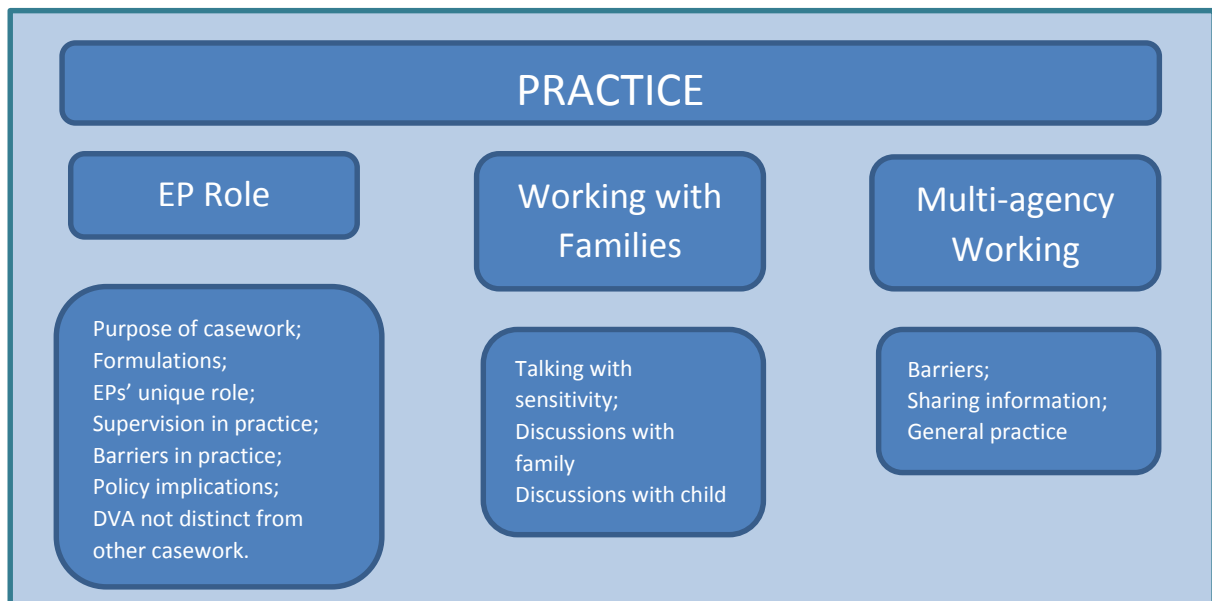 PRACTICE
EP Role
Purpose of casework;
Formulations;
EPs’ unique role;
Supervision in practice;
Barriers in practice;
Policy implications;
DVA not distinct from
other casework.
Working with
Families
Talking with
sensitivity;
Discussions with
family
Discussions with child
Multi-agency
Working
Barriers;
Sharing information;
General practice